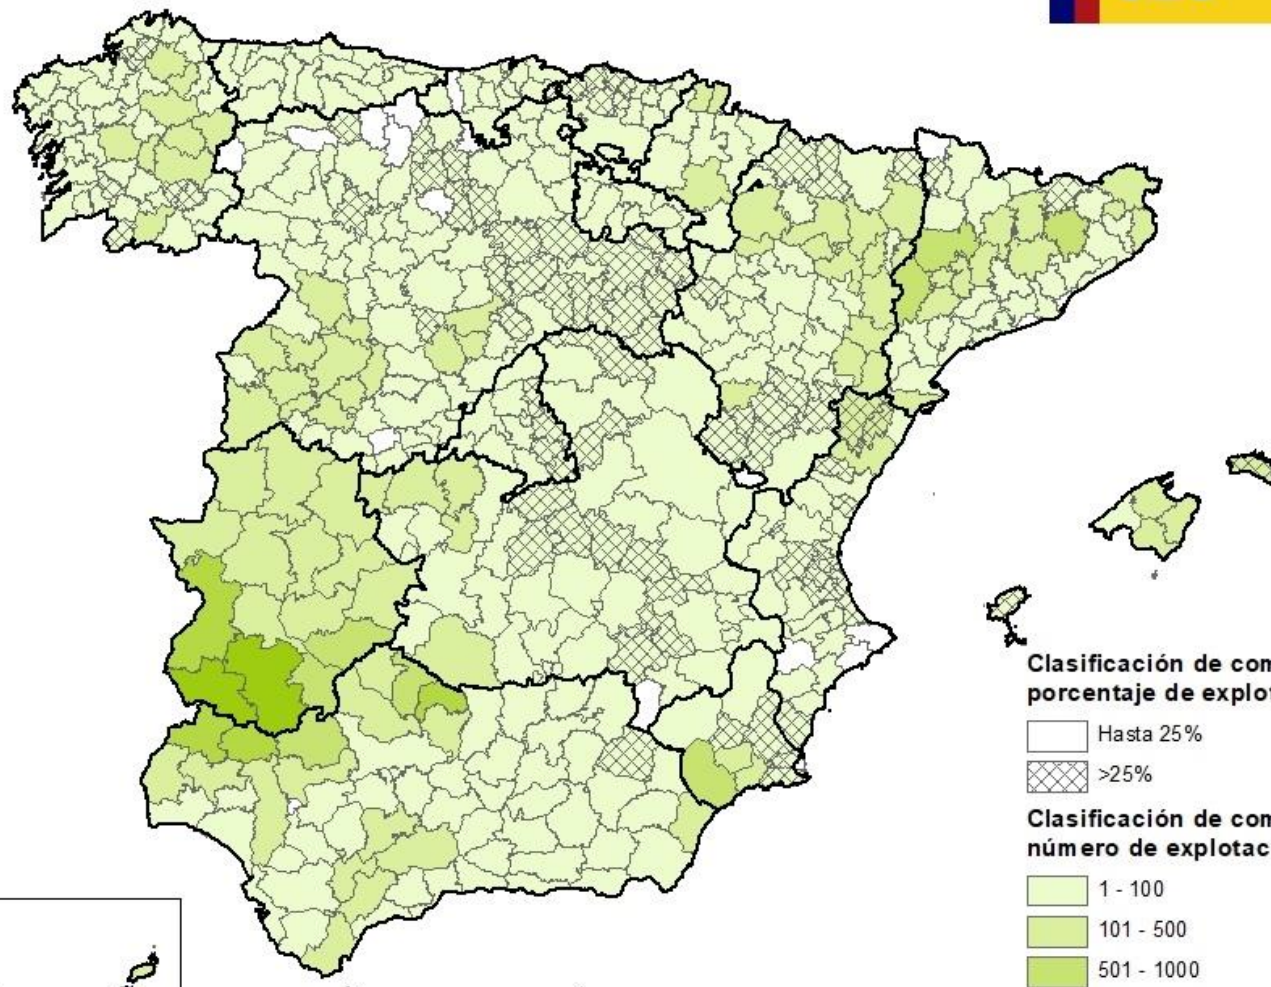 Clasificación de com
porcentaje de explot
Hasta 25%
>25%
Clasificación de com
número de explotac
1 - 100
101 - 500
501 - 1000